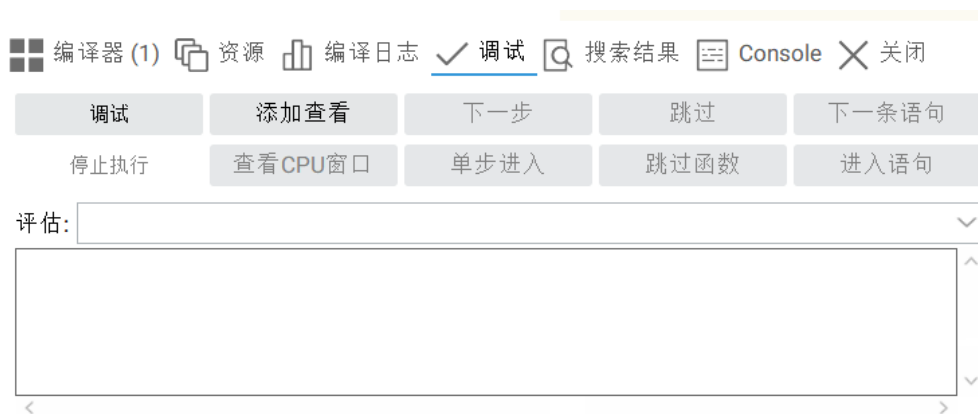 编译器 (1) 资源 编译日志 调试 搜索结果 Console 关闭
调试 添加查看 下一步 跳过 下一条语句
停止执行 查看CPU窗口 单步进入 跳过函数 进入语句
评估: